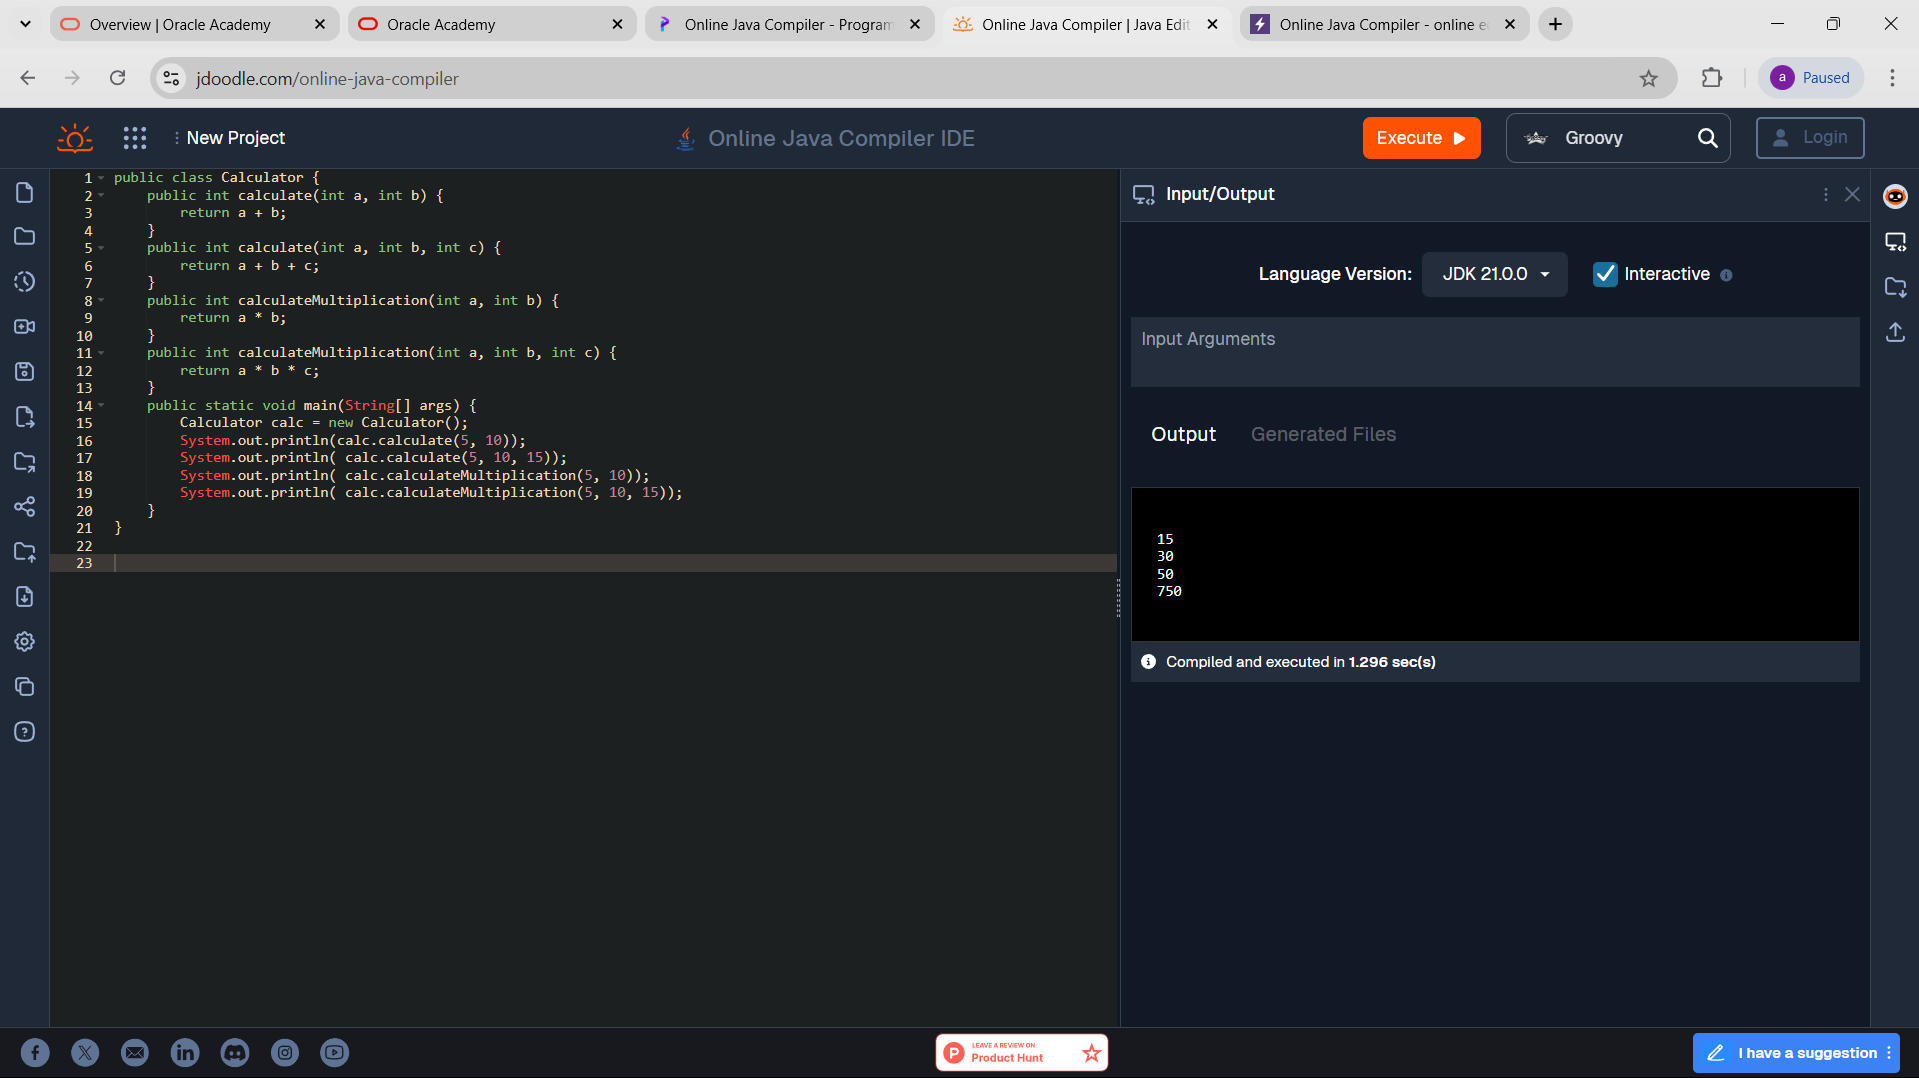 Overview | Oracle Academy
Oracle Academy
Online Java Compiler - Program
Online Java Compiler | Java Edit
Online Java Compiler - online e
jdoodle.com/online-java-compiler
a Paused
New Project
Online Java Compiler IDE
Execute
Groovy
Login
1 public class Calculator {
2     public int calculate(int a, int b) {
3         return a + b;
4     }
5     public int calculate(int a, int b, int c) {
6         return a + b + c;
7     }
8     public int calculateMultiplication(int a, int b) {
9         return a * b;
10     }
11     public int calculateMultiplication(int a, int b, int c) {
12         return a * b * c;
13     }
14     public static void main(String[] args) {
15         Calculator calc = new Calculator();
16         System.out.println(calc.calculate(5, 10));
17         System.out.println( calc.calculate(5, 10, 15));
18         System.out.println( calc.calculateMultiplication(5, 10));
19         System.out.println( calc.calculateMultiplication(5, 10, 15));
20     }
21 }
22
23
Input/Output
Language Version: JDK 21.0.0
Interactive
Input Arguments
Output
Generated Files
15
30
50
750
Compiled and executed in 1.296 sec(s)
LEAVE A REVIEW ON
Product Hunt
I have a suggestion